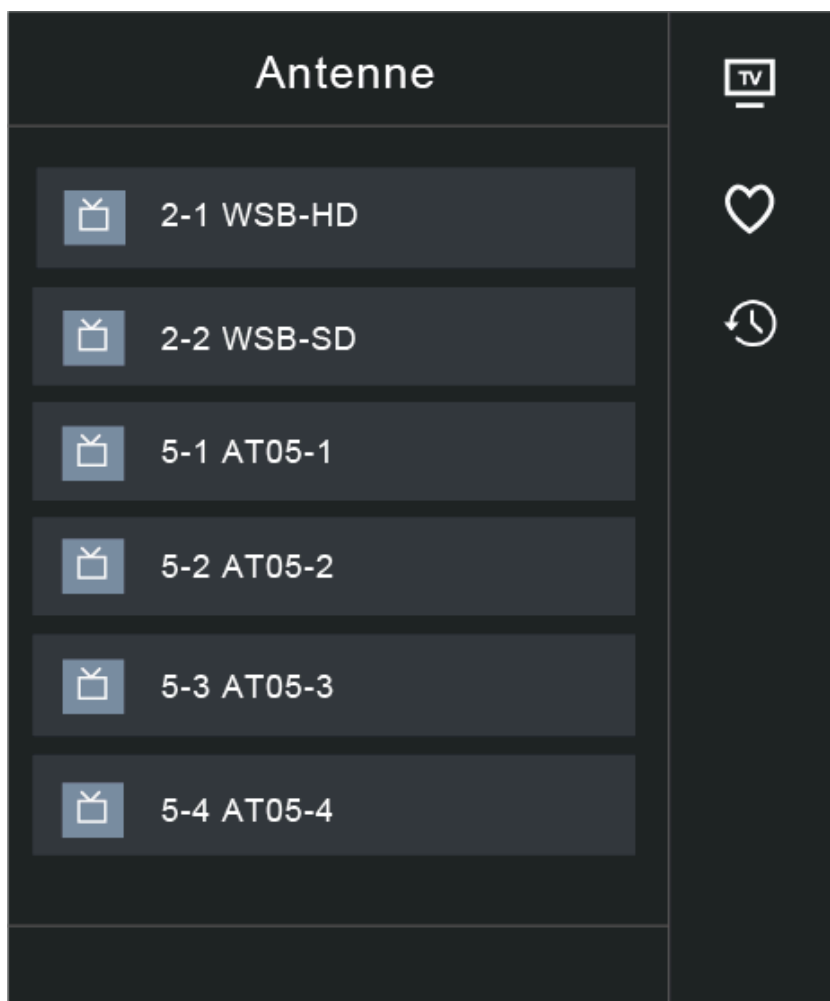 Antenne
TV
2-1 WSB-HD
2-2 WSB-SD
5-1 AT05-1
5-2 AT05-2
5-3 AT05-3
5-4 AT05-4